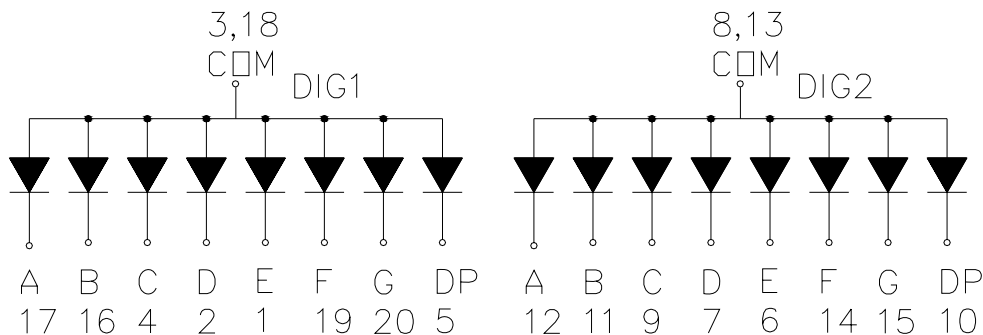 3,18 8,13
COM COM
DIG1 DIG2
A B C D E F G DP A B C D E F G DP
17 16 4 2 1 19 20 5 12 11 9 7 6 14 15 10